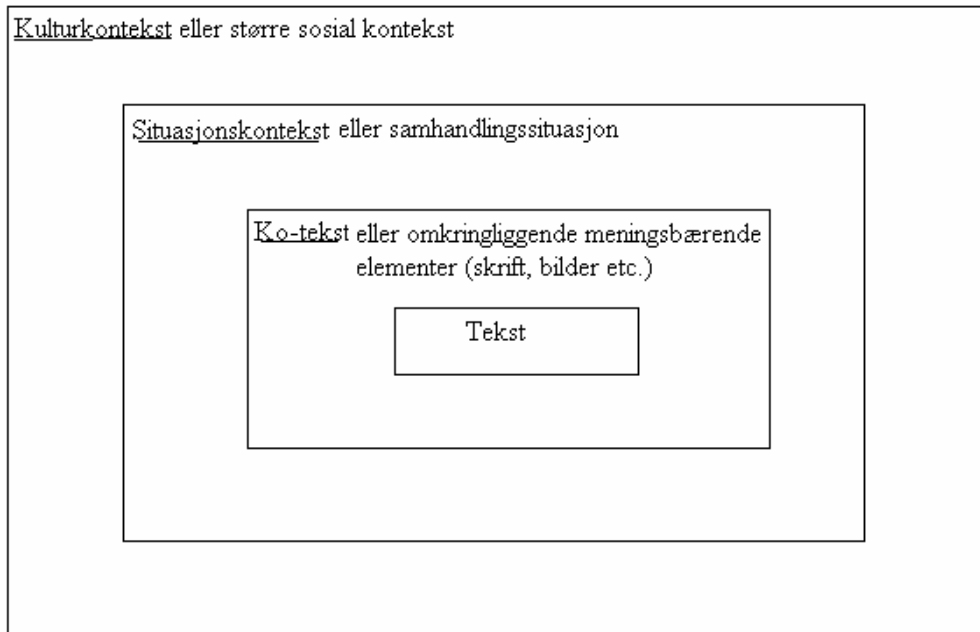 Kulturkontekst eller større sosial kontekst
Situasjonskontekst eller samhandlingssituasjon
Ko-tekst eller omkringliggende meningsbærende
elementer (skrift, bilder etc.)
Tekst